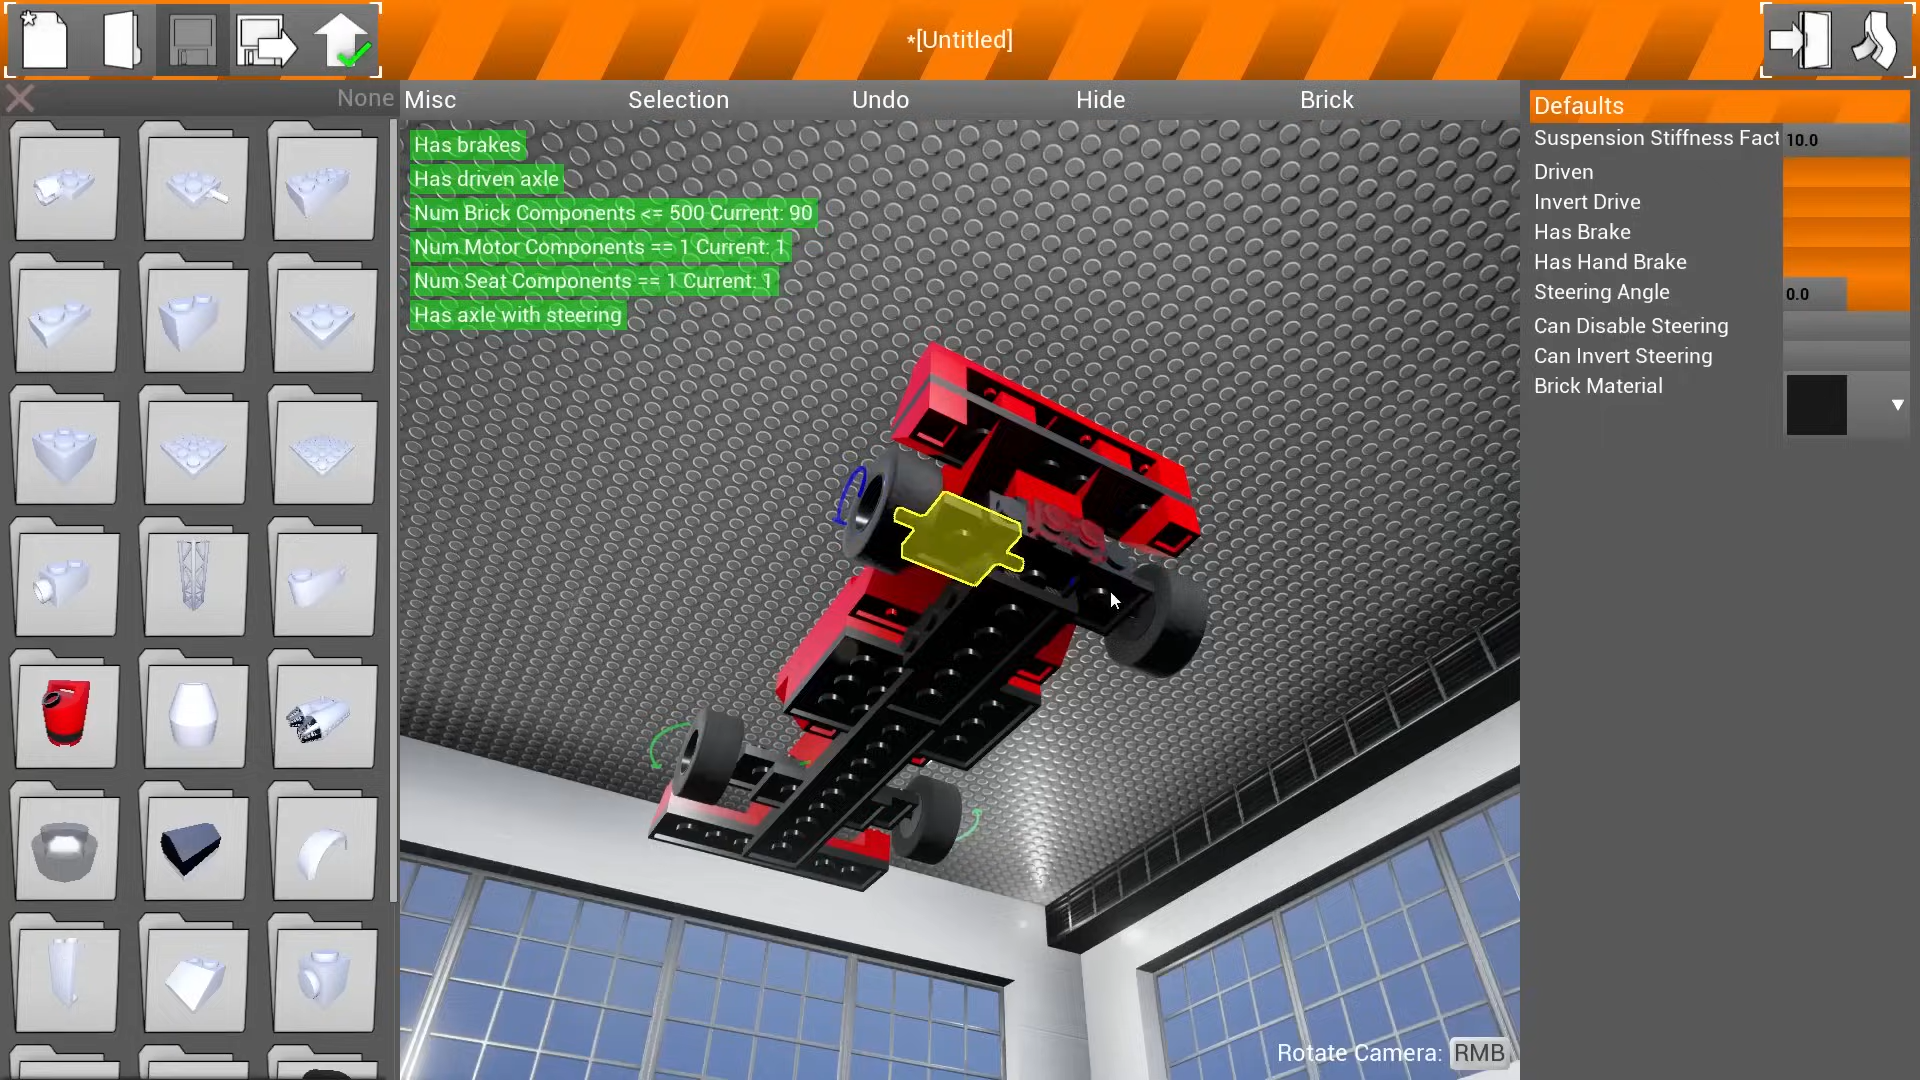 *[Untitled]
None
Misc
Selection
Undo
Hide
Brick
Has brakes
Has driven axle
Num Brick Components <= 500 Current: 90
Num Motor Components == 1 Current: 1
Num Seat Components == 1 Current: 1
Has axle with steering
Defaults
Suspension Stiffness Fact 10.0
Driven
Invert Drive
Has Brake
Has Hand Brake
Steering Angle 0.0
Can Disable Steering
Can Invert Steering
Brick Material
Rotate Camera: RMB